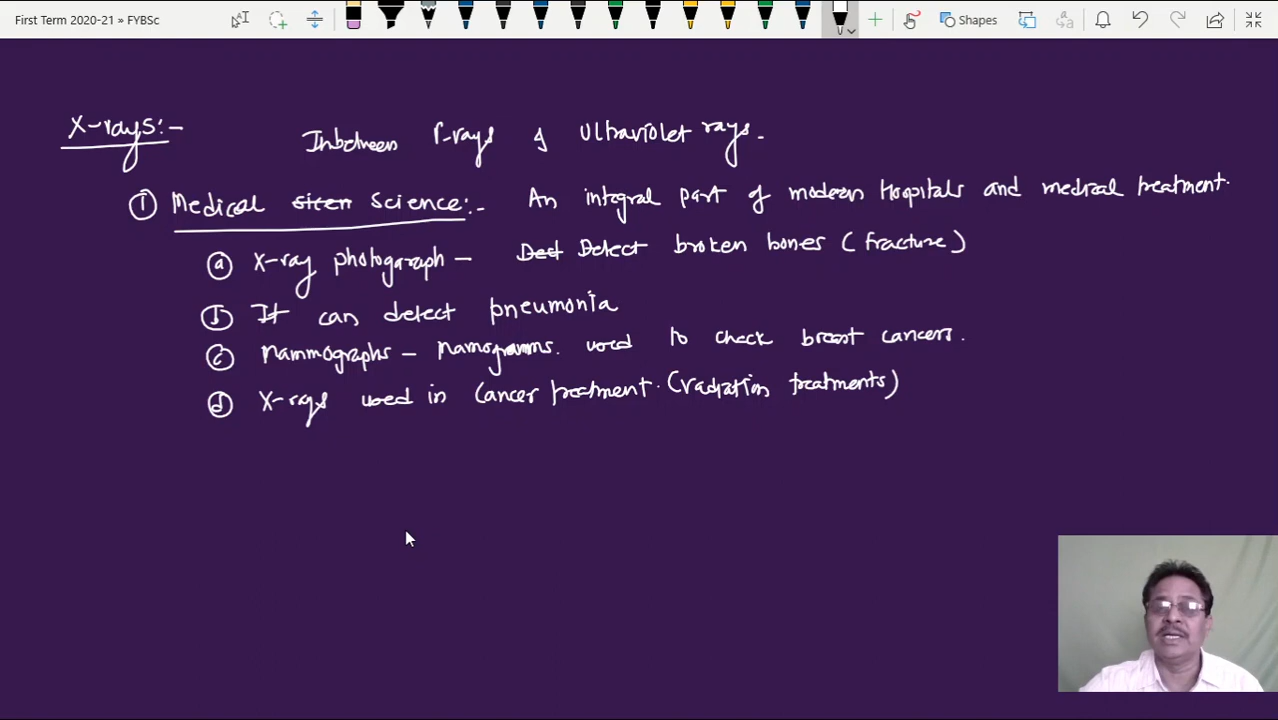 First Term 2020-21 » FYBSc
Shapes
X-rays:-
Inbetween Γ-rays & Ultraviolet rays.
① Medical Science:- An integral part of modern Hospitals and medical treatment.
ⓐ X-ray photograph - Detect broken bones (fracture)
ⓑ It can detect pneumonia
ⓒ Mammographs - Mamograms. used to check breast cancers.
ⓓ X-rays used in Cancer treatment. (radiation treatments)